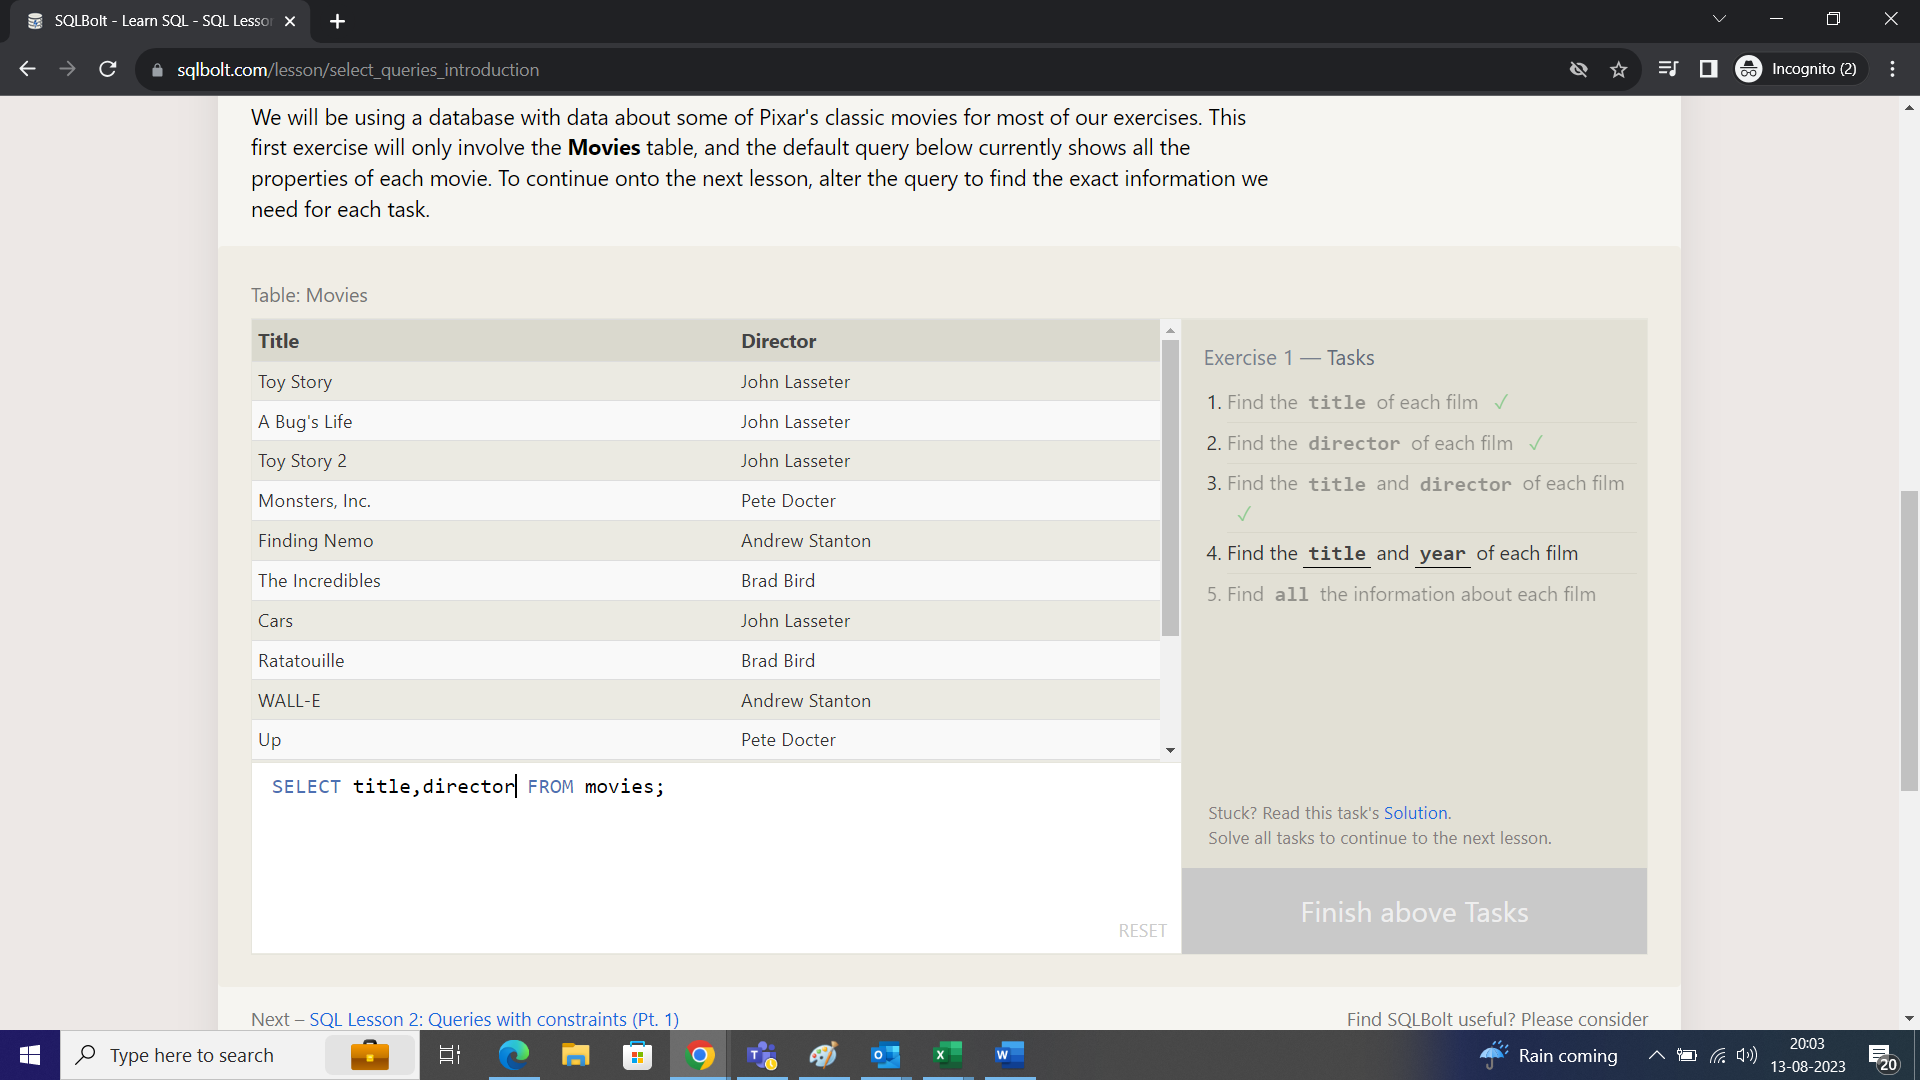 SQLBolt - Learn SQL - SQL Lesso
sqlbolt.com/lesson/select_queries_introduction
Incognito (2)
We will be using a database with data about some of Pixar's classic movies for most of our exercises. This
first exercise will only involve the Movies table, and the default query below currently shows all the
properties of each movie. To continue onto the next lesson, alter the query to find the exact information we
need for each task.
Table: Movies
Title Director
Toy Story John Lasseter
A Bug's Life John Lasseter
Toy Story 2 John Lasseter
Monsters, Inc. Pete Docter
Finding Nemo Andrew Stanton
The Incredibles Brad Bird
Cars John Lasseter
Ratatouille Brad Bird
WALL-E Andrew Stanton
Up Pete Docter
SELECT title,director FROM movies;
RESET
Exercise 1 — Tasks
1. Find the title of each film ✓
2. Find the director of each film ✓
3. Find the title and director of each film
✓
4. Find the title and year of each film
5. Find all the information about each film
Stuck? Read this task's Solution.
Solve all tasks to continue to the next lesson.
Finish above Tasks
Next – SQL Lesson 2: Queries with constraints (Pt. 1)
Find SQLBolt useful? Please consider
Type here to search
Rain coming
20:03
13-08-2023
20